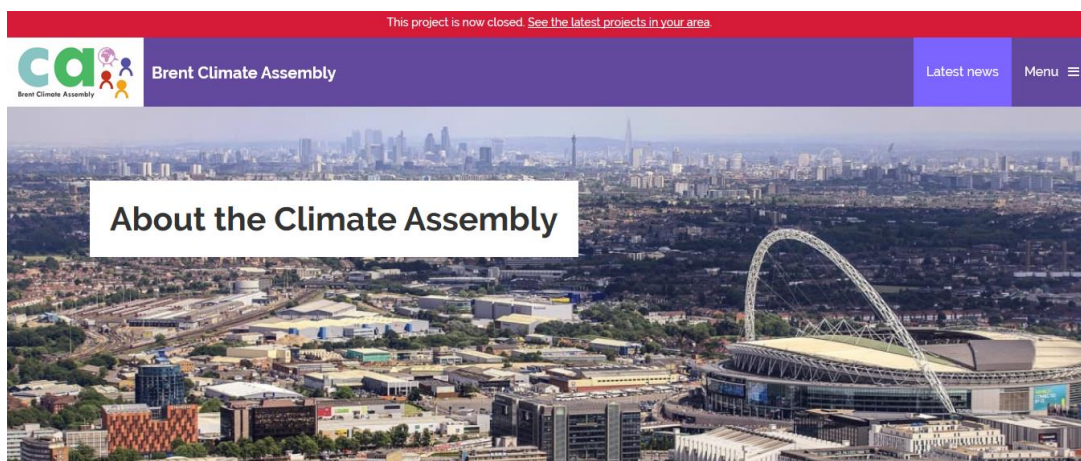 This project is now closed. See the latest projects in your area.
ca
Brent Climate Assembly
Brent Climate Assembly
Latest news
Menu
About the Climate Assembly